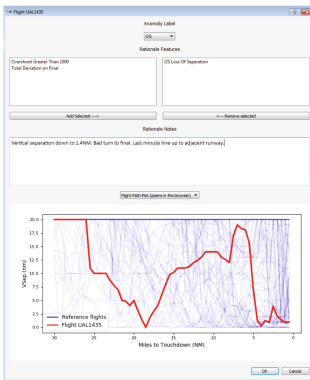 Flight UAL1435
Anomaly Label
OS
Rationale Features
Overshoot Greater Than 1000
Total Deviation on Final
OS Loss Of Separation
Add Selected --->
<--- Remove selected
Rationale Notes
Vertical separation down to 1.4NM. Bad turn to final. Last minute line up to adjacent runway.
Flight Path Plot (opens in the browser)
VSep (nm)
20.0
17.5
15.0
12.5
10.0
7.5
5.0
2.5
0.0
Reference flights
Flight UAL1435
30 25 20 15 10 5 0
Miles to Touchdown (NM)
OK Cancel